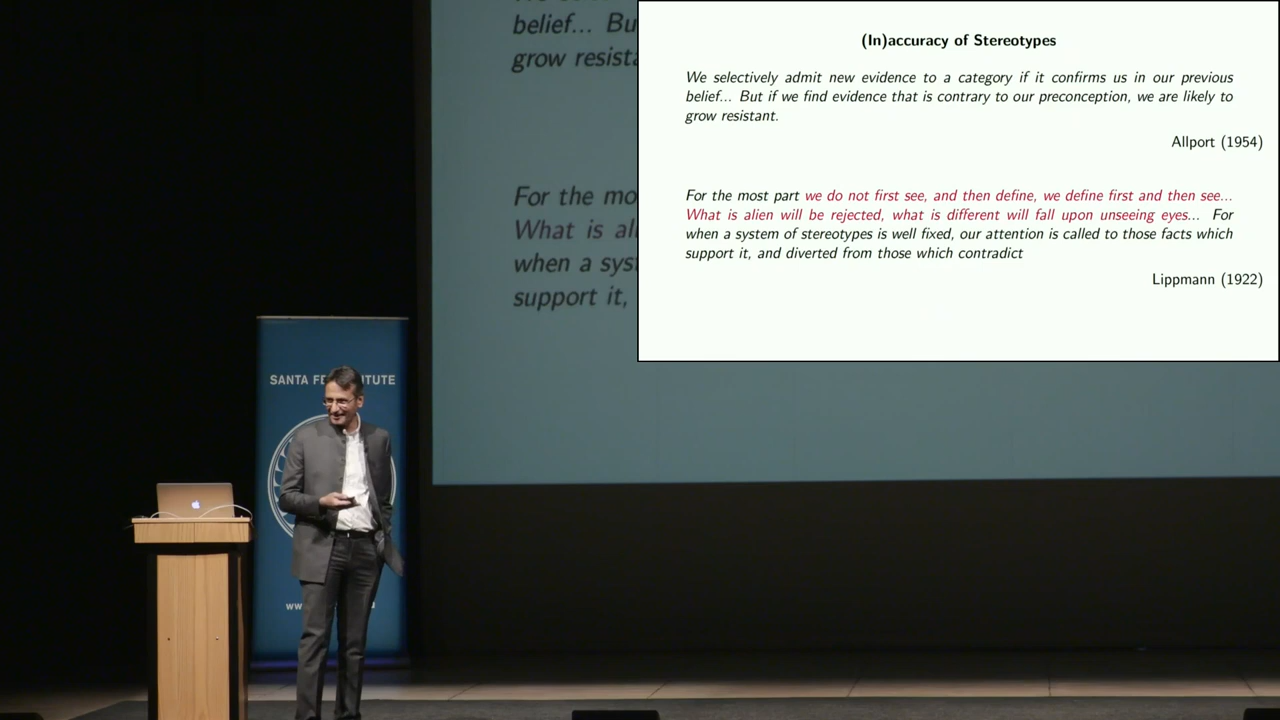 (In)accuracy of Stereotypes
We selectively admit new evidence to a category if it confirms us in our previous
belief... But if we find evidence that is contrary to our preconception, we are likely to
grow resistant.
Allport (1954)
For the most part we do not first see, and then define, we define first and then see...
What is alien will be rejected, what is different will fall upon unseeing eyes... For
when a system of stereotypes is well fixed, our attention is called to those facts which
support it, and diverted from those which contradict
Lippmann (1922)
belief... Bu
grow resista
For the mo
What is al
when a syst
support it,
SANTA FE